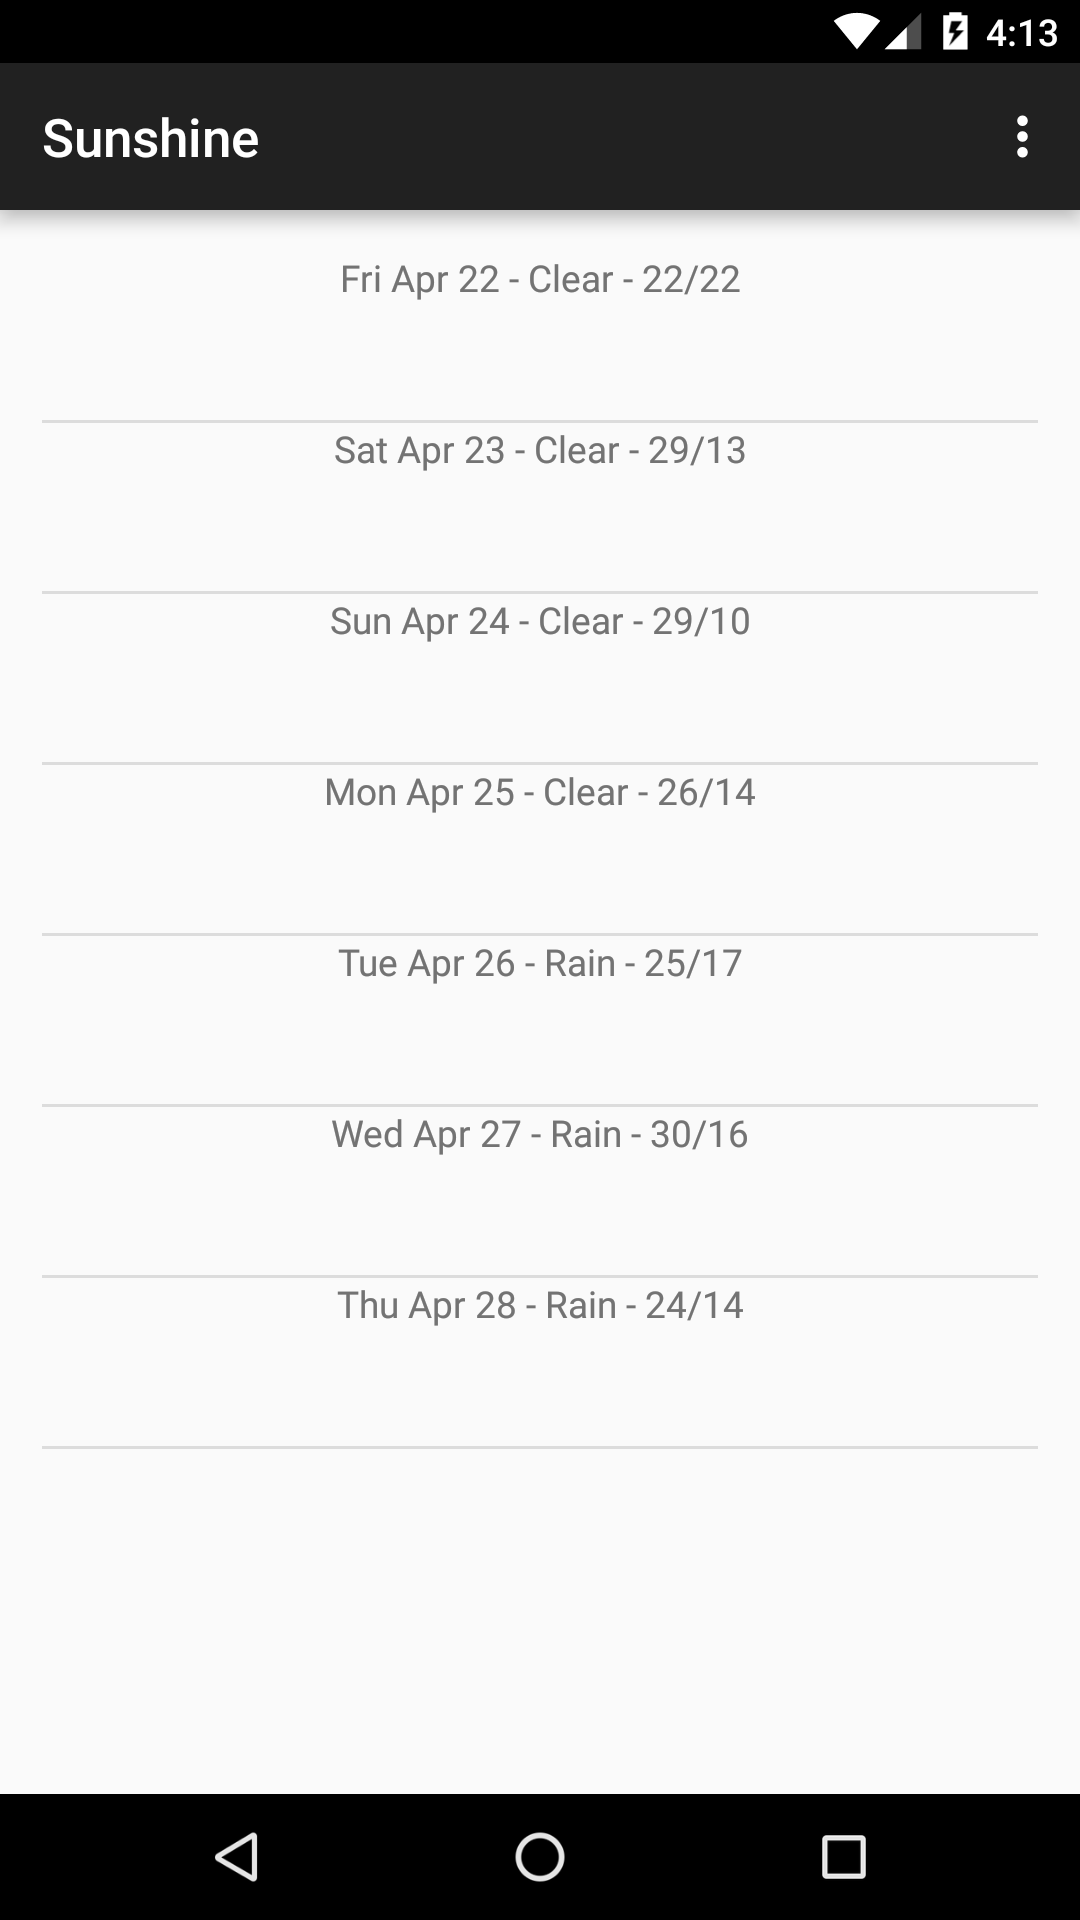 4:13
Sunshine
Fri Apr 22 - Clear - 22/22
Sat Apr 23 - Clear - 29/13
Sun Apr 24 - Clear - 29/10
Mon Apr 25 - Clear - 26/14
Tue Apr 26 - Rain - 25/17
Wed Apr 27 - Rain - 30/16
Thu Apr 28 - Rain - 24/14